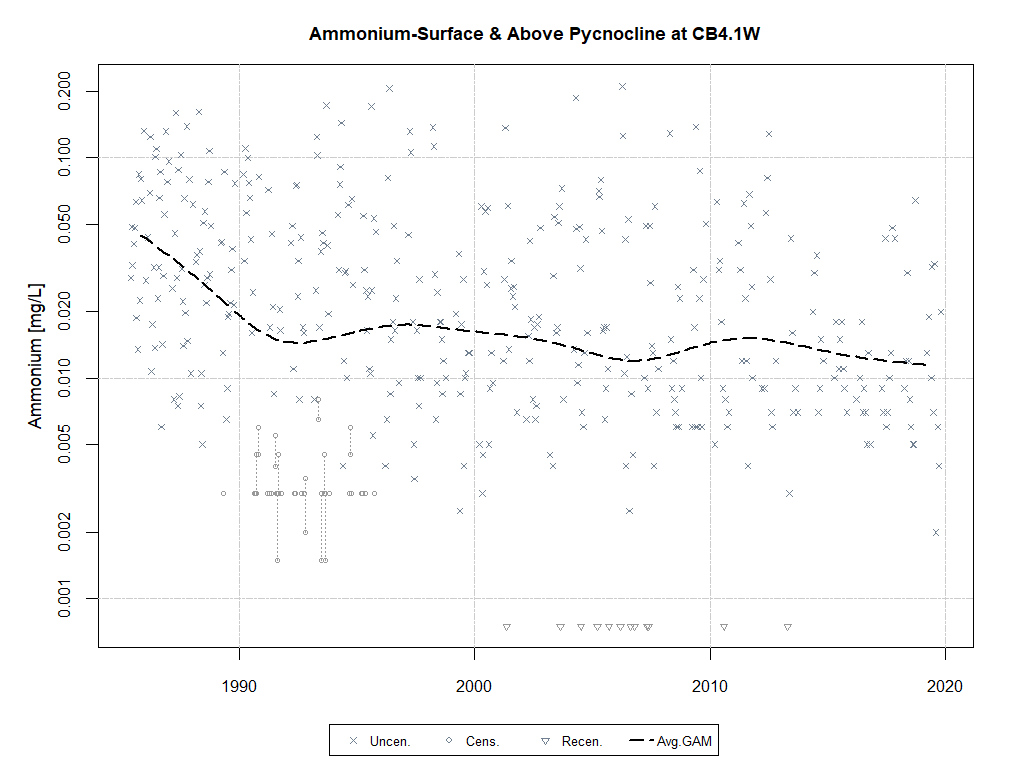 Ammonium-Surface & Above Pycnocline at CB4.1W
Ammonium [mg/L]
0.200
0.100
0.050
0.020
0.010
0.005
0.002
0.001
1990 2000 2010 2020
Uncen. Cens. Recen. Avg.GAM